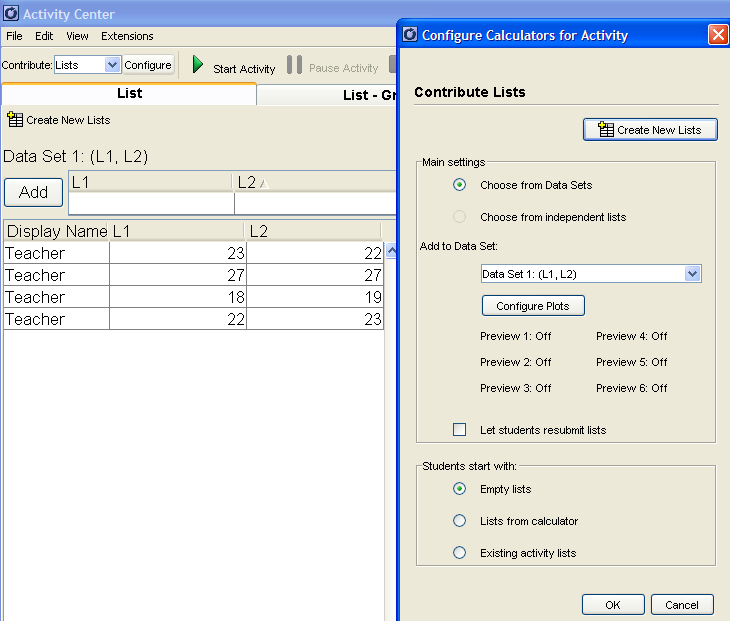 Activity Center
File Edit View Extensions
Contribute: Lists Configure Start Activity Pause Activity
List List - Gr
Create New Lists
Data Set 1: (L1, L2)
Add L1 L2
Display Name L1 L2
Teacher 23 22
Teacher 27 27
Teacher 18 19
Teacher 22 23
Configure Calculators for Activity
Contribute Lists
Create New Lists
Main settings
Choose from Data Sets
Choose from independent lists
Add to Data Set:
Data Set 1: (L1, L2)
Configure Plots
Preview 1: Off Preview 4: Off
Preview 2: Off Preview 5: Off
Preview 3: Off Preview 6: Off
Let students resubmit lists
Students start with:
Empty lists
Lists from calculator
Existing activity lists
OK Cancel